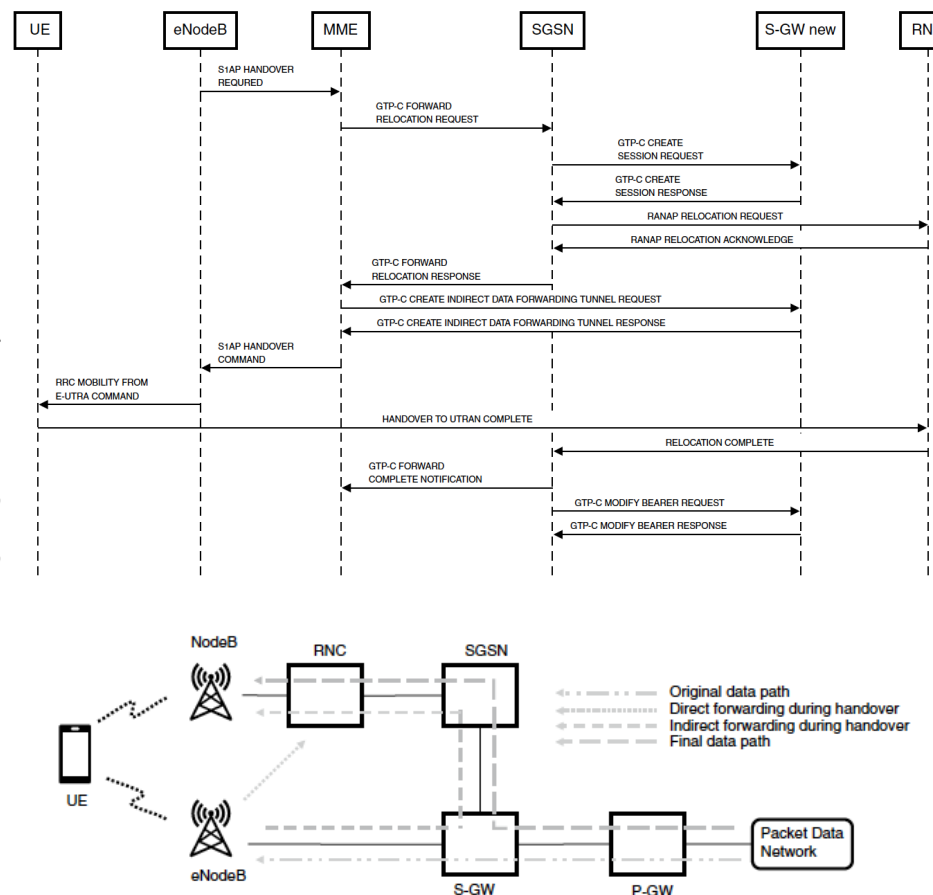 UE eNodeB MME SGSN S-GW new RN
S1AP HANDOVER
REQURED
GTP-C FORWARD
RELOCATION REQUEST
GTP-C CREATE
SESSION REQUEST
GTP-C CREATE
SESSION RESPONSE
RANAP RELOCATION REQUEST
RANAP RELOCATION ACKNOWLEDGE
GTP-C FORWARD
RELOCATION RESPONSE
GTP-C CREATE INDIRECT DATA FORWARDING TUNNEL REQUEST
GTP-C CREATE INDIRECT DATA FORWARDING TUNNEL RESPONSE
S1AP HANDOVER
COMMAND
RRC MOBILITY FROM
E-UTRA COMMAND
HANDOVER TO UTRAN COMPLETE
RELOCATION COMPLETE
GTP-C FORWARD
COMPLETE NOTIFICATION
GTP-C MODIFY BEARER REQUEST
GTP-C MODIFY BEARER RESPONSE
NodeB
RNC
SGSN
Original data path
Direct forwarding during handover
Indirect forwarding during handover
Final data path
UE
eNodeB
S-GW
P-GW
Packet Data
Network